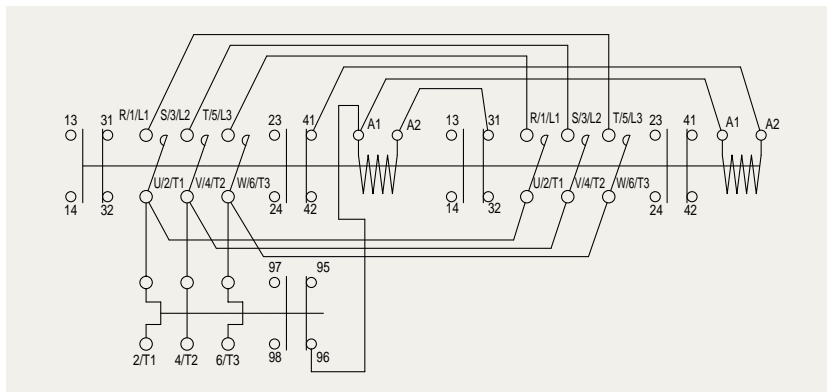 13 31 R/1/L1 S/3/L2 T/5/L3 23 41 A1 A2 13 31 R/1/L1 S/3/L2 T/5/L3 23 41 A1 A2
14 32 U/2/T1 V/4/T2 W/6/T3 24 42 14 32 U/2/T1 V/4/T2 W/6/T3 24 42
97 95
2/T1 4/T2 6/T3 98 96